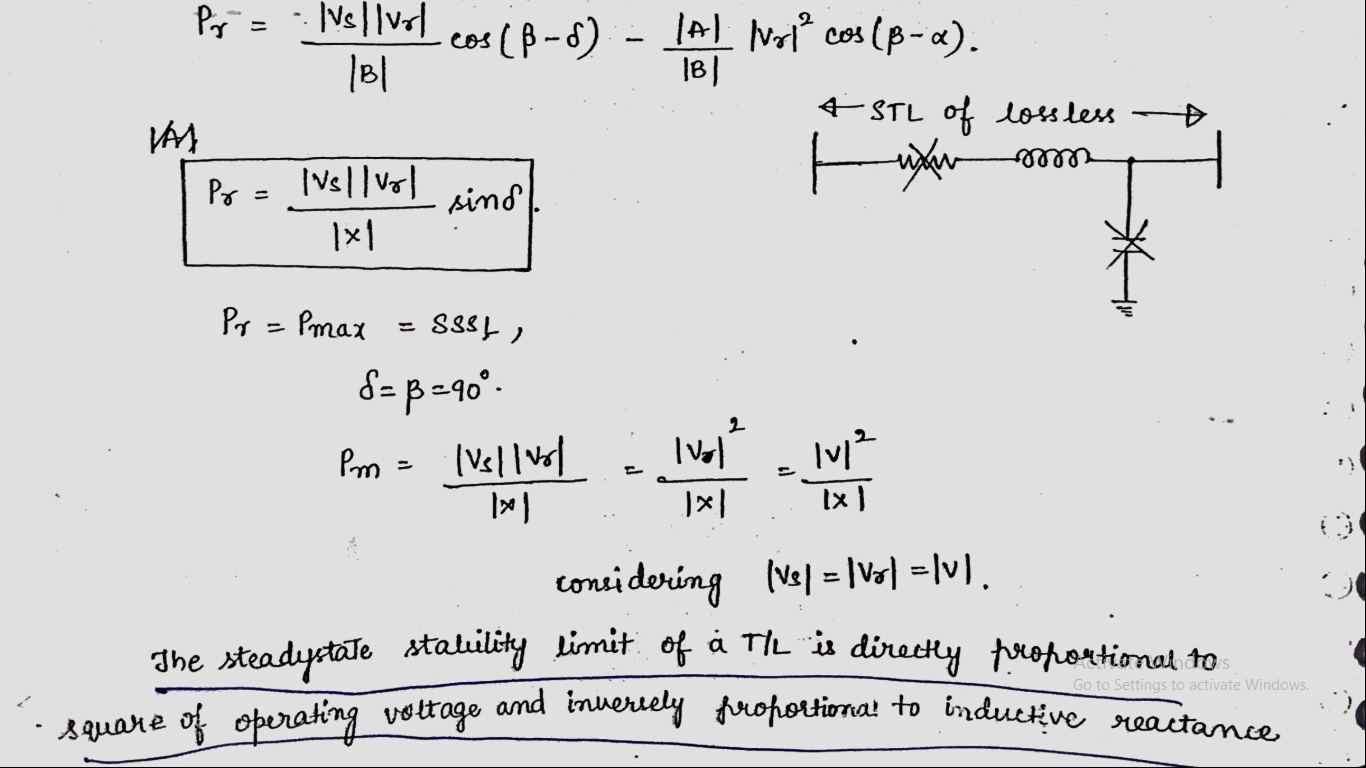 Pr = |Vs||Vr| / |B| cos(β-δ) - |A| / |B| |Vr|² cos(β-α).
← STL of lossless →
|A|
Pr = |Vs||Vr| / |x| sinδ.
Pr = Pmax = SSSL,
δ = β = 90°.
Pm = |Vs||Vr| / |x| = |Vr|² / |x| = |V|² / |x|
considering |Vs| = |Vr| = |V|.
The steadystate stability limit of a T/L is directly proportional to
square of operating voltage and inversely proportional to inductive reactance
Activate Windows
Go to Settings to activate Windows.